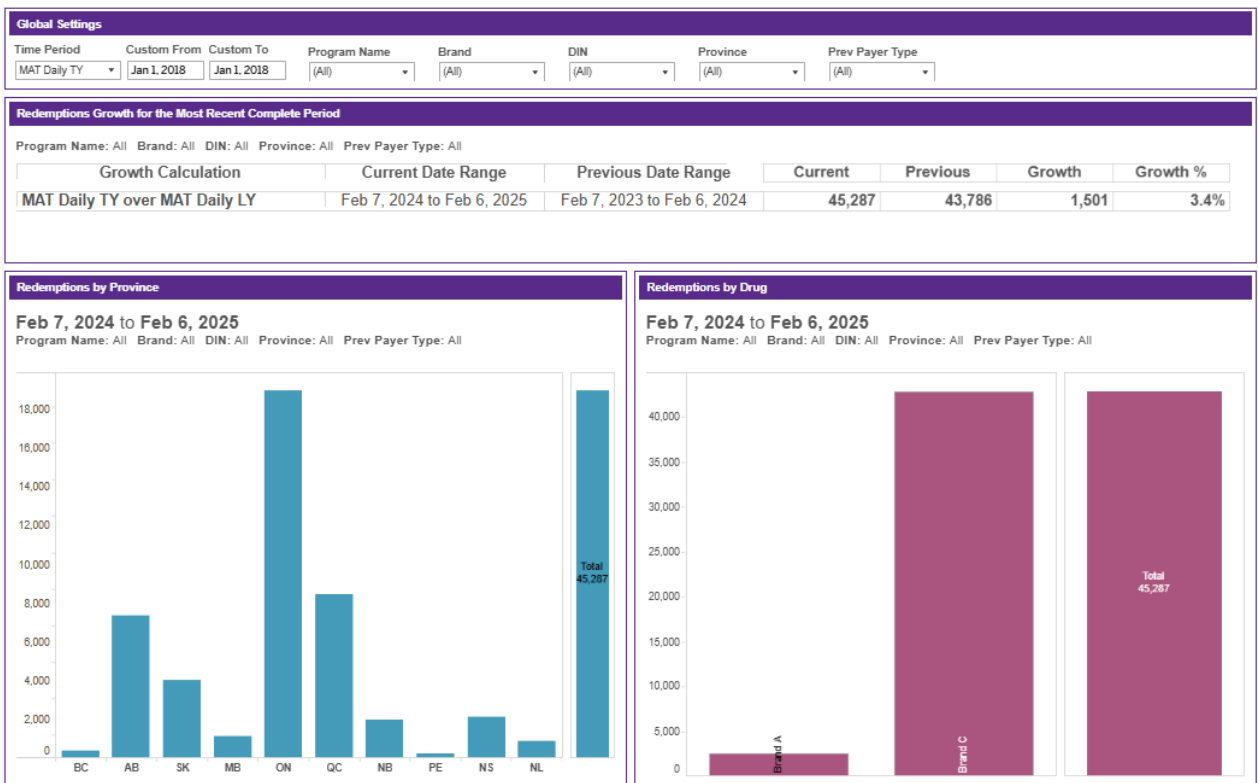 Global Settings
Time Period Custom From Custom To Program Name Brand DIN Province Prev Payer Type
MAT Daily TY Jan 1, 2018 Jan 1, 2018 (All) (All) (All) (All) (All)
Redemptions Growth for the Most Recent Complete Period
Program Name: All Brand: All DIN: All Province: All Prev Payer Type: All
Growth Calculation Current Date Range Previous Date Range Current Previous Growth Growth %
MAT Daily TY over MAT Daily LY Feb 7, 2024 to Feb 6, 2025 Feb 7, 2023 to Feb 6, 2024 45,287 43,786 1,501 3.4%
Redemptions by Province
Feb 7, 2024 to Feb 6, 2025
Program Name: All Brand: All DIN: All Province: All Prev Payer Type: All
18,000
16,000
14,000
12,000
10,000
8,000
6,000
4,000
2,000
0
Total
45,287
BC AB SK MB ON QC NB PE NS NL
Redemptions by Drug
Feb 7, 2024 to Feb 6, 2025
Program Name: All Brand: All DIN: All Province: All Prev Payer Type: All
40,000
35,000
30,000
25,000
20,000
15,000
10,000
5,000
0
Brand A
Brand C
Total
45,287